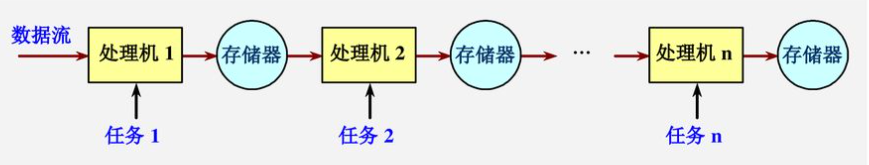 数据流
处理机 1
存储器
处理机 2
存储器
···
处理机 n
存储器
任务 1
任务 2
任务 n